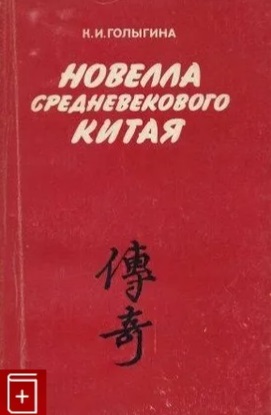 К.И.ГОЛЫГИНА
НОВЕЛЛА
СРЕДНЕВЕКОВОГО
КИТАЯ
傳
奇